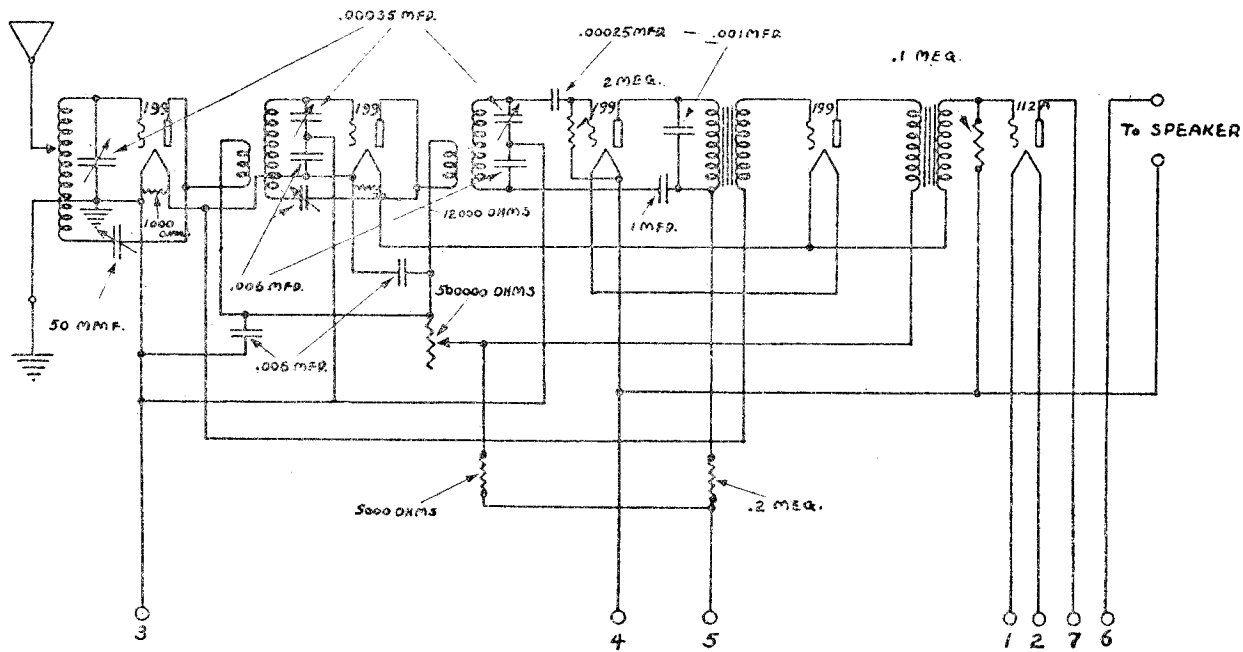 .00035 MFD.
.00025 MFD — .001 MFD
.1 MEG.
2 MEG.
199
199
199
199
112A
TO SPEAKER
1000 OHMS
12000 OHMS
1 MFD.
.006 MFD.
500000 OHMS
50 MMF.
.006 MFD.
5000 OHMS
.2 MEG.
3
4
5
1
2
7
6